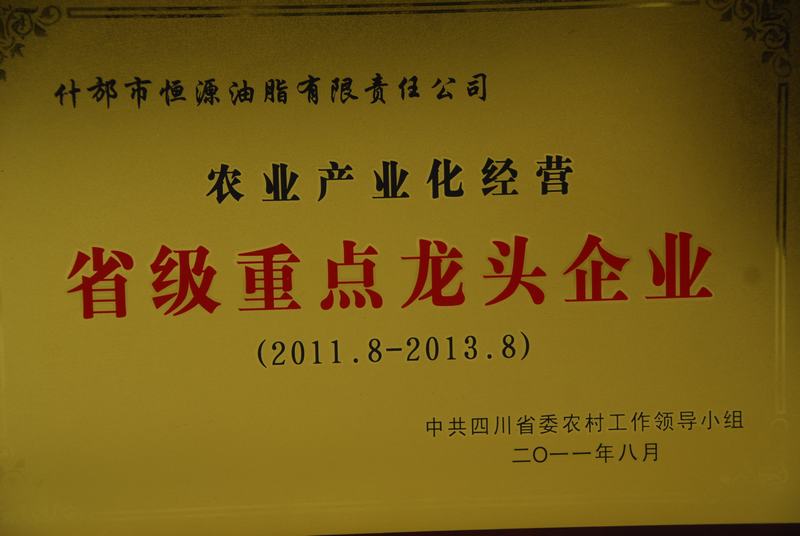 什邡市恒源油脂有限责任公司
农业产业化经营
省级重点龙头企业
(2011.8-2013.8)
中共四川省委农村工作领导小组
二〇一一年八月